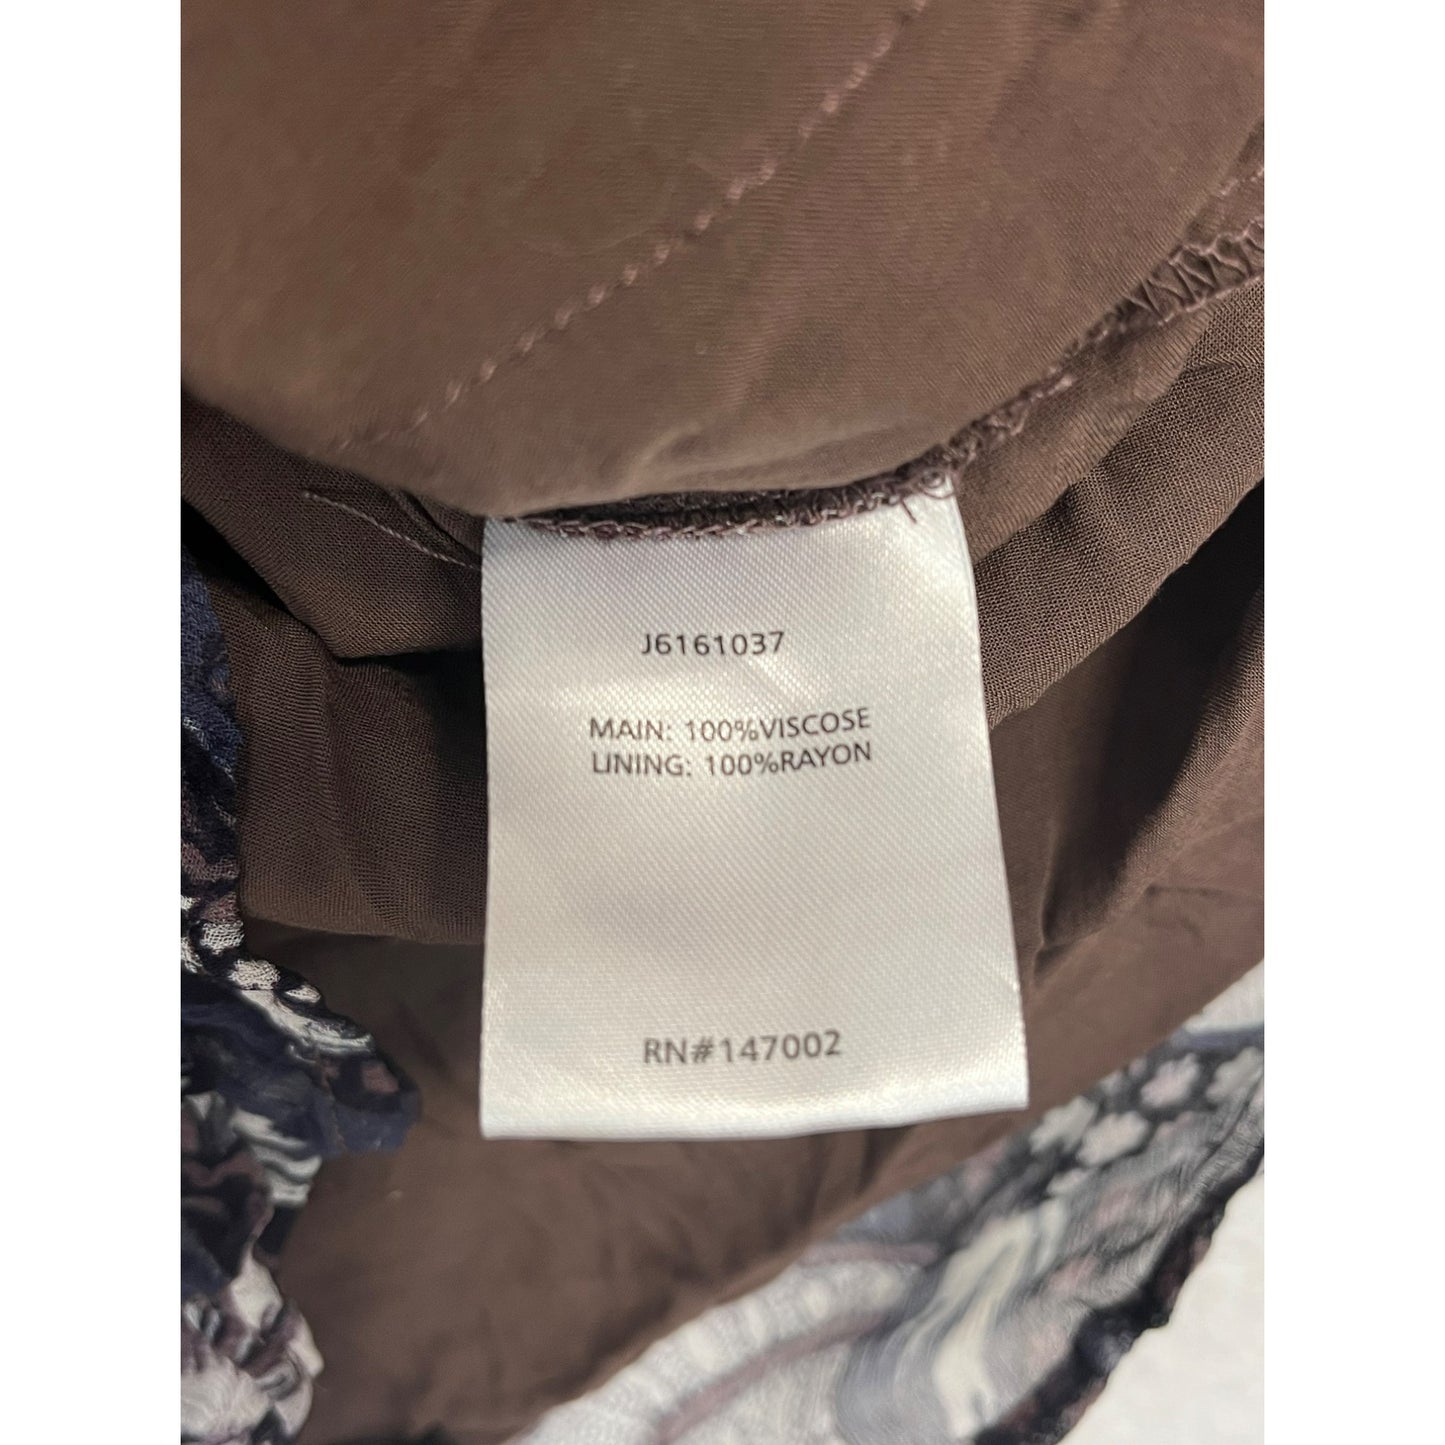 J6161037
MAIN: 100%VISCOSE
LINING: 100%RAYON
RN#147002